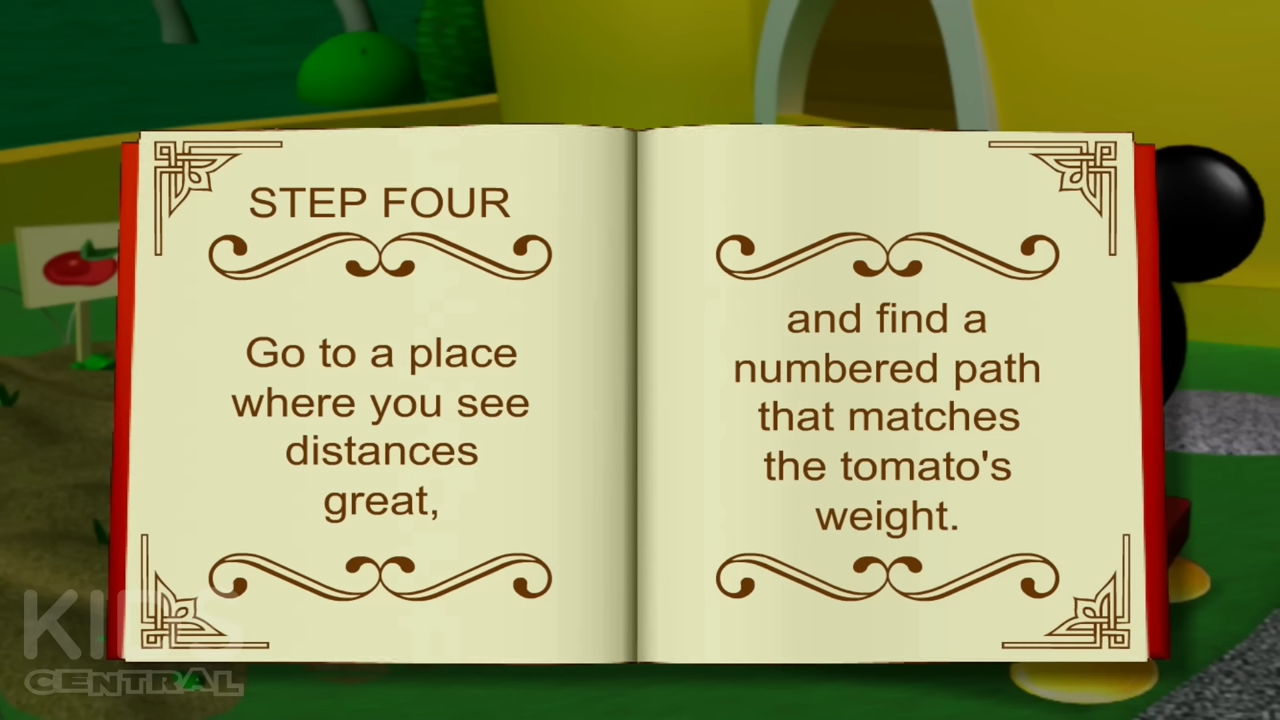 STEP FOUR
Go to a place
where you see
distances
great,
and find a
numbered path
that matches
the tomato's
weight.
KIDS
CENTRAL